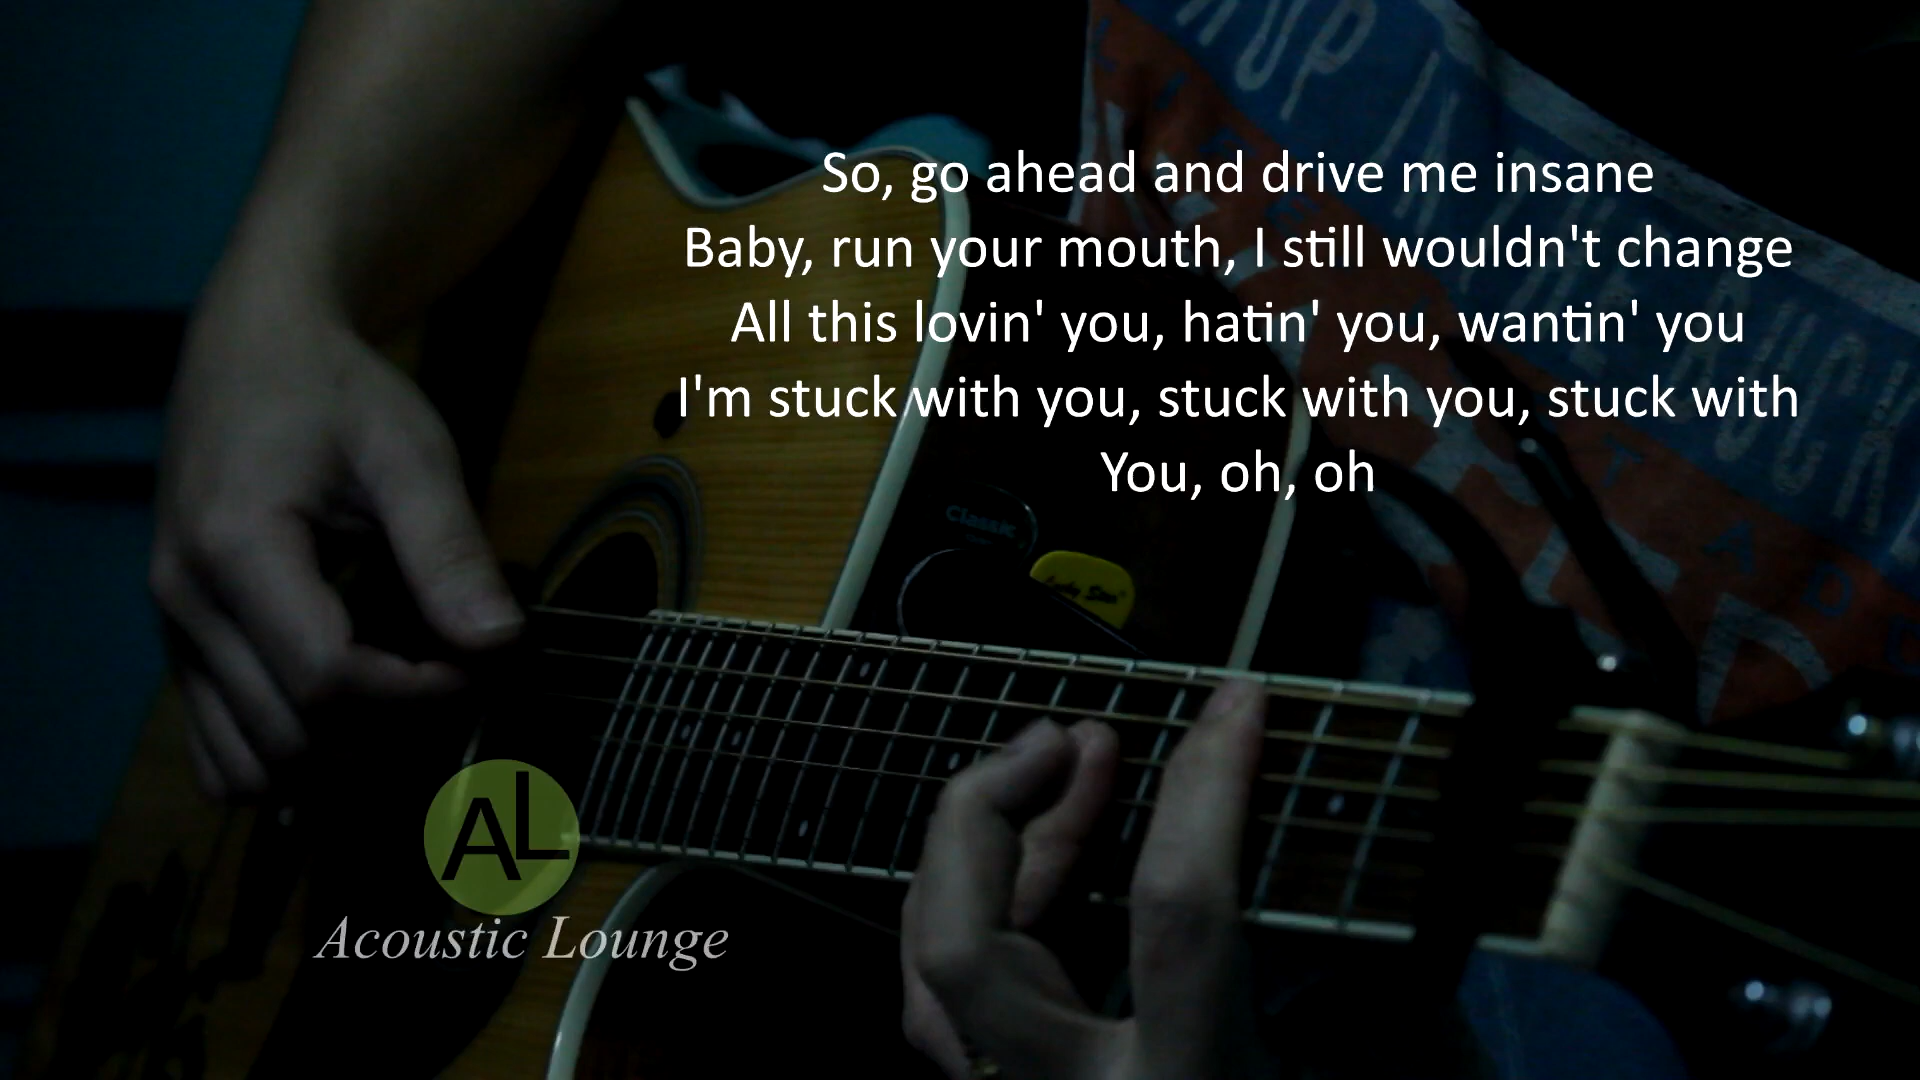 So, go ahead and drive me insane
Baby, run your mouth, I still wouldn't change
All this lovin' you, hatin' you, wantin' you
I'm stuck with you, stuck with you, stuck with
You, oh, oh
Classic
AL
Acoustic Lounge